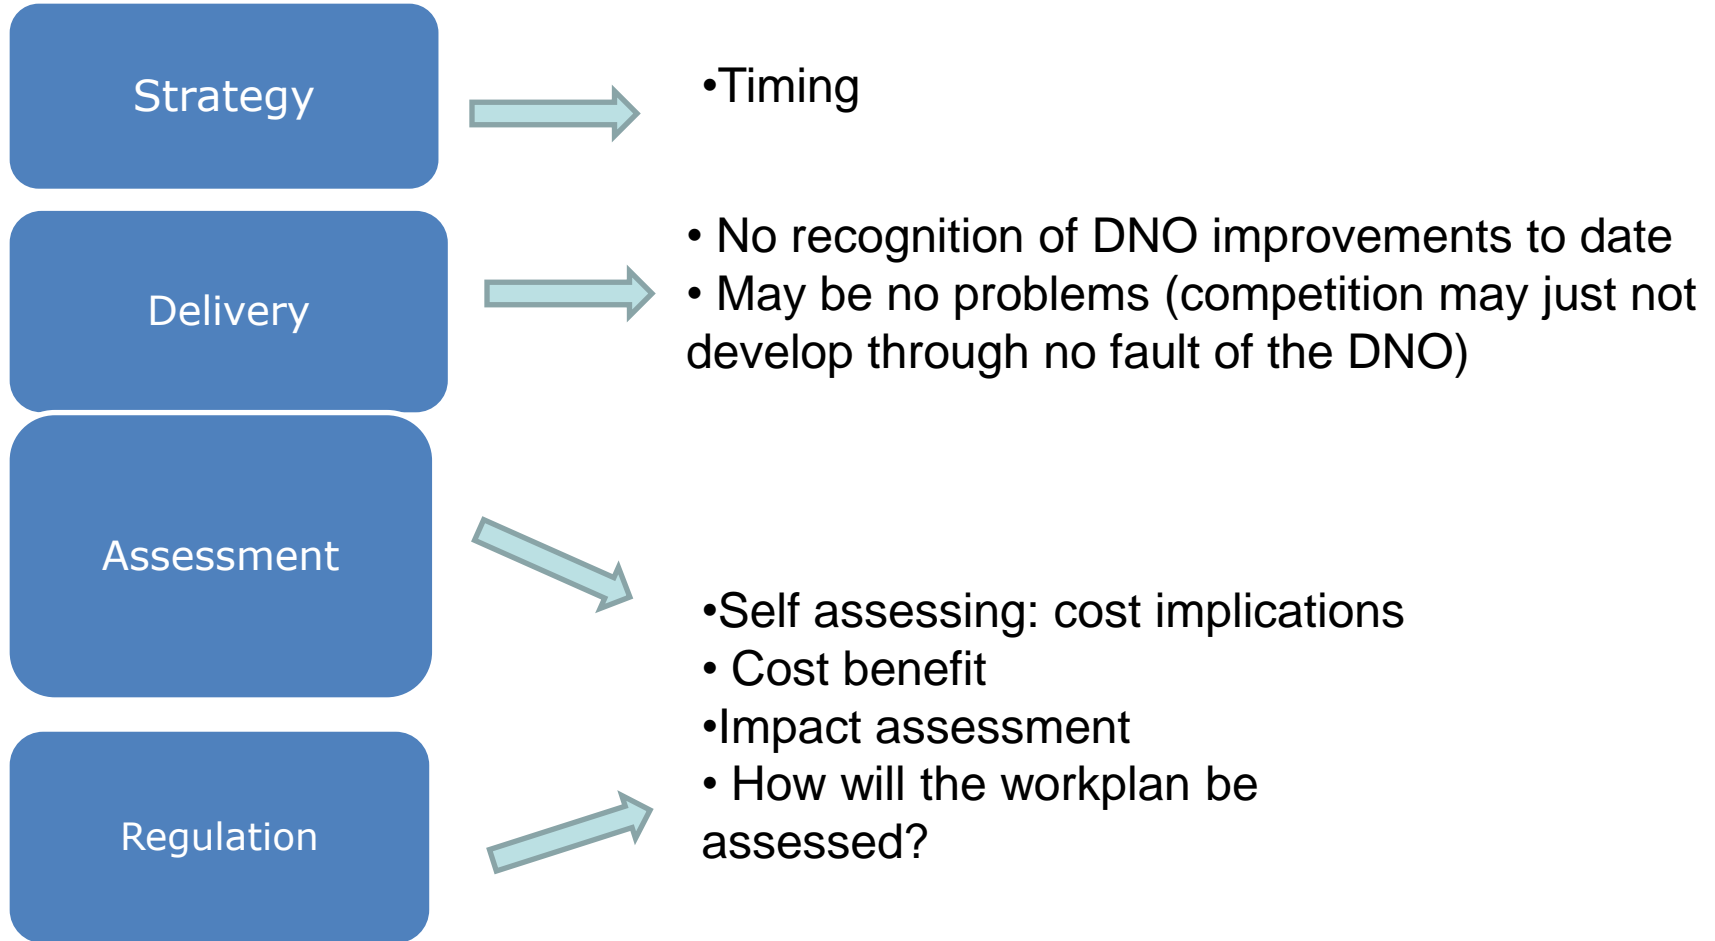 Strategy
•Timing
Delivery
• No recognition of DNO improvements to date
• May be no problems (competition may just not
develop through no fault of the DNO)
Assessment
•Self assessing: cost implications
• Cost benefit
•Impact assessment
• How will the workplan be
assessed?
Regulation